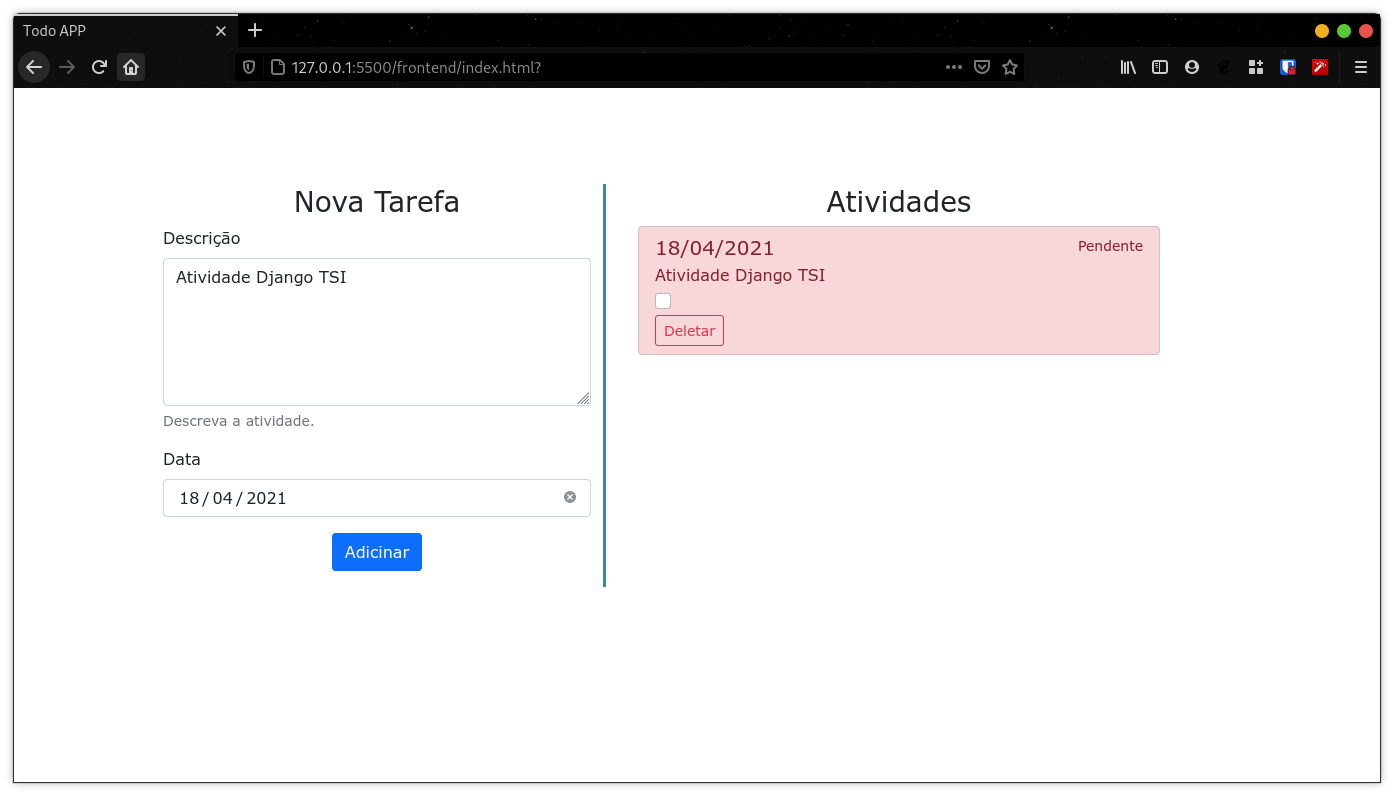 Todo APP
127.0.0.1:5500/frontend/index.html?
Nova Tarefa
Descrição
Atividade Django TSI
Descreva a atividade.
Data
18/04/2021
Adicinar
Atividades
18/04/2021
Pendente
Atividade Django TSI
Deletar